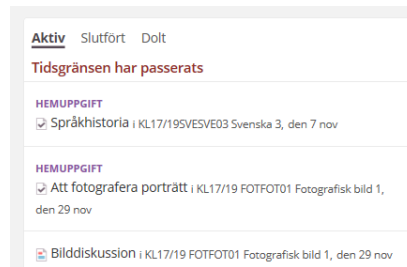 Aktiv Slutfört Dolt
Tidsgränsen har passerats
HEMUPPGIFT
Språkhistoria i KL17/19SVESVE03 Svenska 3, den 7 nov
HEMUPPGIFT
Att fotografera porträtt i KL17/19 FOTFOT01 Fotografisk bild 1,
den 29 nov
Bilddiskussion i KL17/19 FOTFOT01 Fotografisk bild 1, den 29 nov